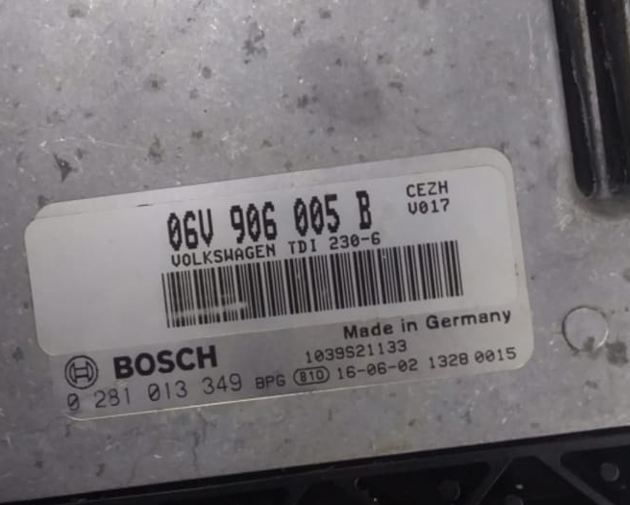 06V 906 005 B CEZH
V017
VOLKSWAGEN TDI 230-6
Made in Germany
BOSCH 1039S21133
0 281 013 349 BPG 810 16-06-02 1328 0015